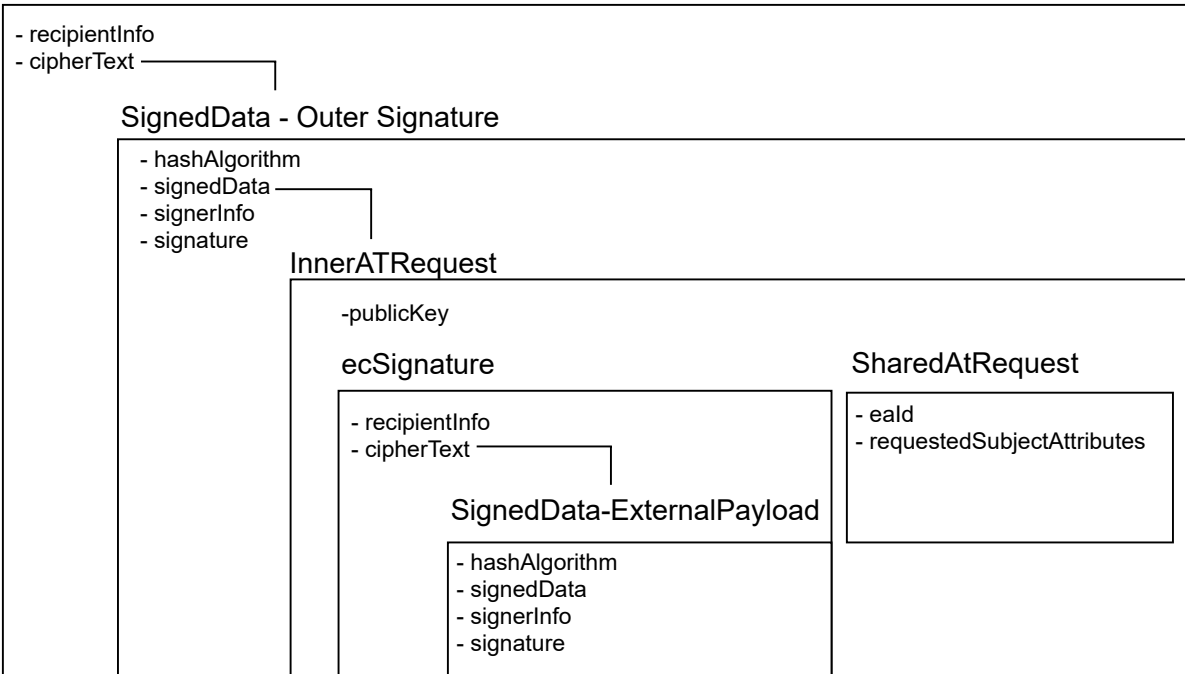 - recipientInfo
- cipherText
SignedData - Outer Signature
- hashAlgorithm
- signedData
- signerInfo
- signature
InnerATRequest
-publicKey
ecSignature
- recipientInfo
- cipherText
SignedData-ExternalPayload
- hashAlgorithm
- signedData
- signerInfo
- signature
SharedAtRequest
- eaId
- requestedSubjectAttributes